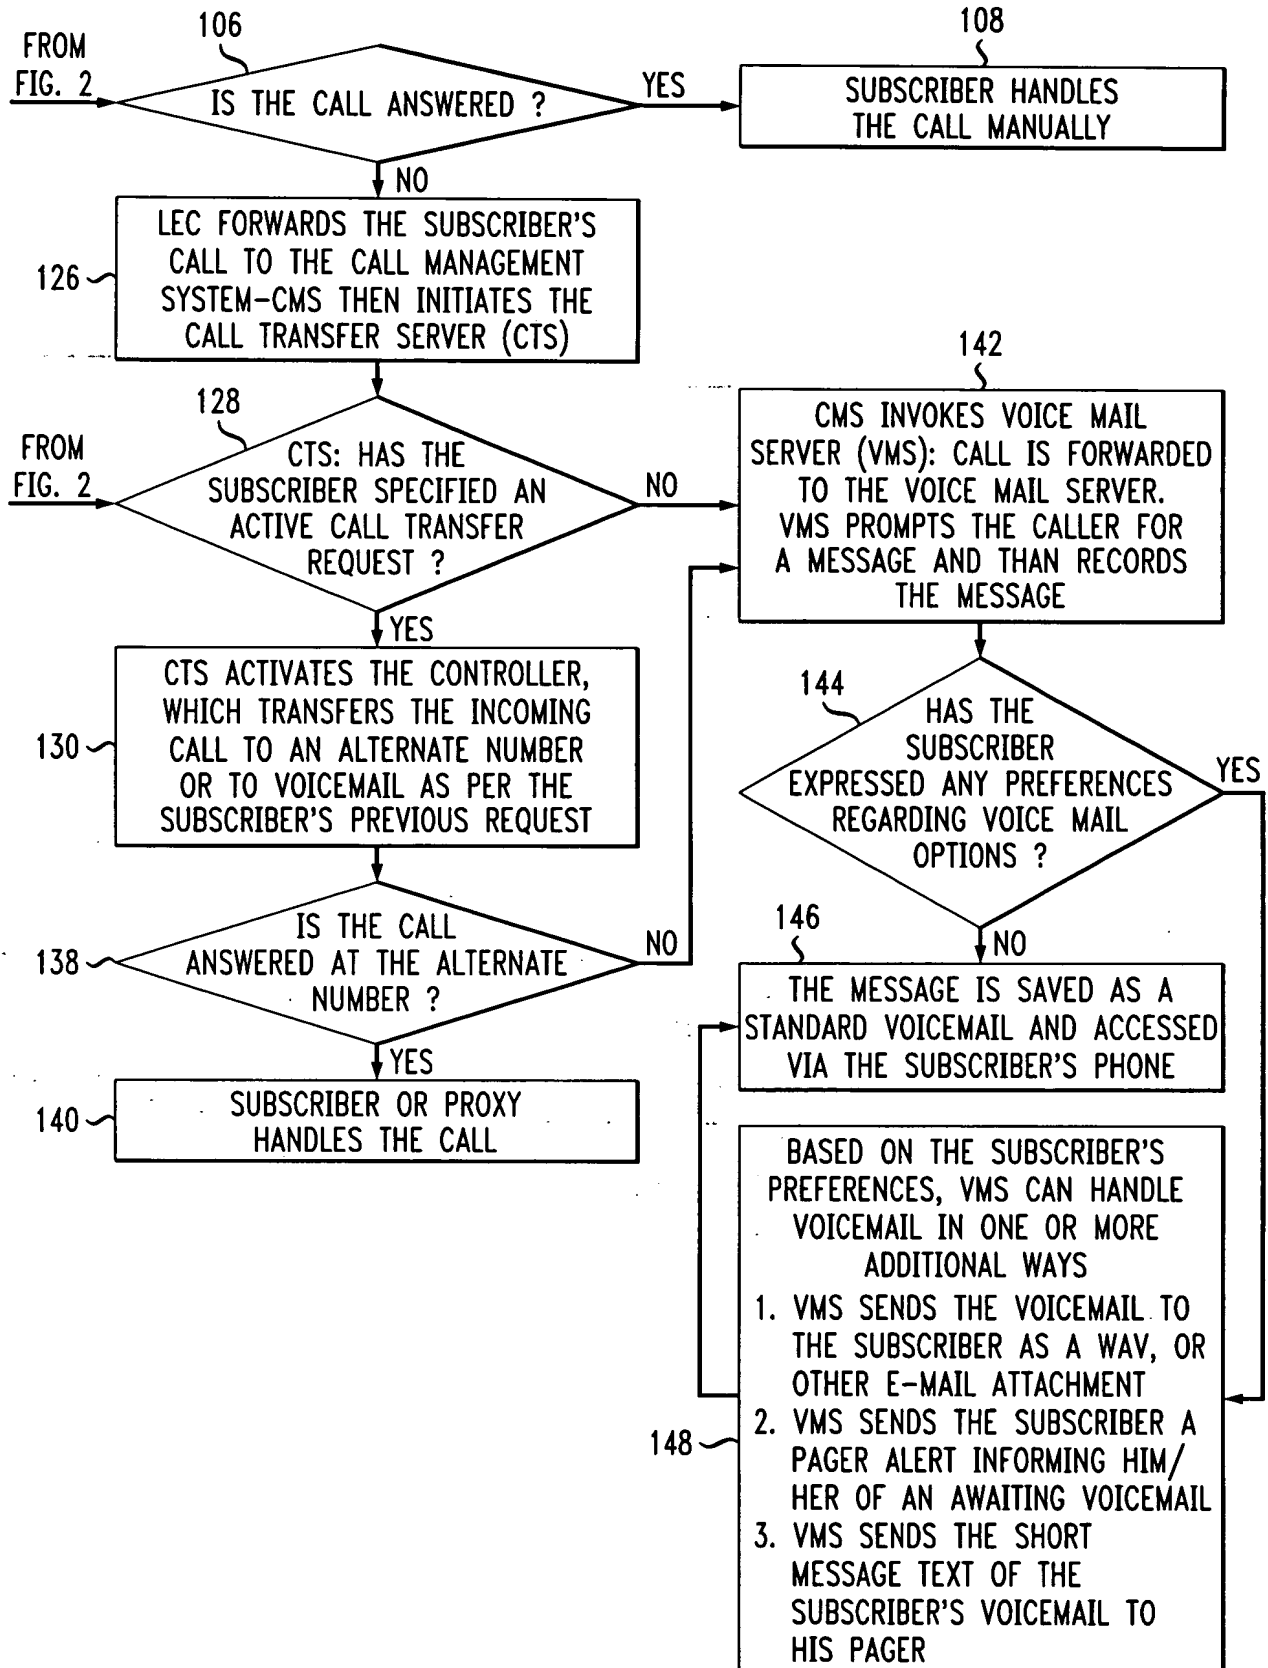 106
FROM
FIG. 2
IS THE CALL ANSWERED ?
YES
108
SUBSCRIBER HANDLES
THE CALL MANUALLY
NO
126
LEC FORWARDS THE SUBSCRIBER'S
CALL TO THE CALL MANAGEMENT
SYSTEM-CMS THEN INITIATES THE
CALL TRANSFER SERVER (CTS)
128
FROM
FIG. 2
CTS: HAS THE
SUBSCRIBER SPECIFIED AN
ACTIVE CALL TRANSFER
REQUEST ?
NO
YES
130
CTS ACTIVATES THE CONTROLLER,
WHICH TRANSFERS THE INCOMING
CALL TO AN ALTERNATE NUMBER
OR TO VOICEMAIL AS PER THE
SUBSCRIBER'S PREVIOUS REQUEST
138
IS THE CALL
ANSWERED AT THE ALTERNATE
NUMBER ?
NO
YES
140
SUBSCRIBER OR PROXY
HANDLES THE CALL
142
CMS INVOKES VOICE MAIL
SERVER (VMS): CALL IS FORWARDED
TO THE VOICE MAIL SERVER.
VMS PROMPTS THE CALLER FOR
A MESSAGE AND THAN RECORDS
THE MESSAGE
144
HAS THE
SUBSCRIBER
EXPRESSED ANY PREFERENCES
REGARDING VOICE MAIL
OPTIONS ?
YES
NO
146
THE MESSAGE IS SAVED AS A
STANDARD VOICEMAIL AND ACCESSED
VIA THE SUBSCRIBER'S PHONE
148
BASED ON THE SUBSCRIBER'S
PREFERENCES, VMS CAN HANDLE
VOICEMAIL IN ONE OR MORE
ADDITIONAL WAYS
1. VMS SENDS THE VOICEMAIL TO
THE SUBSCRIBER AS A WAV, OR
OTHER E-MAIL ATTACHMENT
2. VMS SENDS THE SUBSCRIBER A
PAGER ALERT INFORMING HIM/
HER OF AN AWAITING VOICEMAIL
3. VMS SENDS THE SHORT
MESSAGE TEXT OF THE
SUBSCRIBER'S VOICEMAIL TO
HIS PAGER